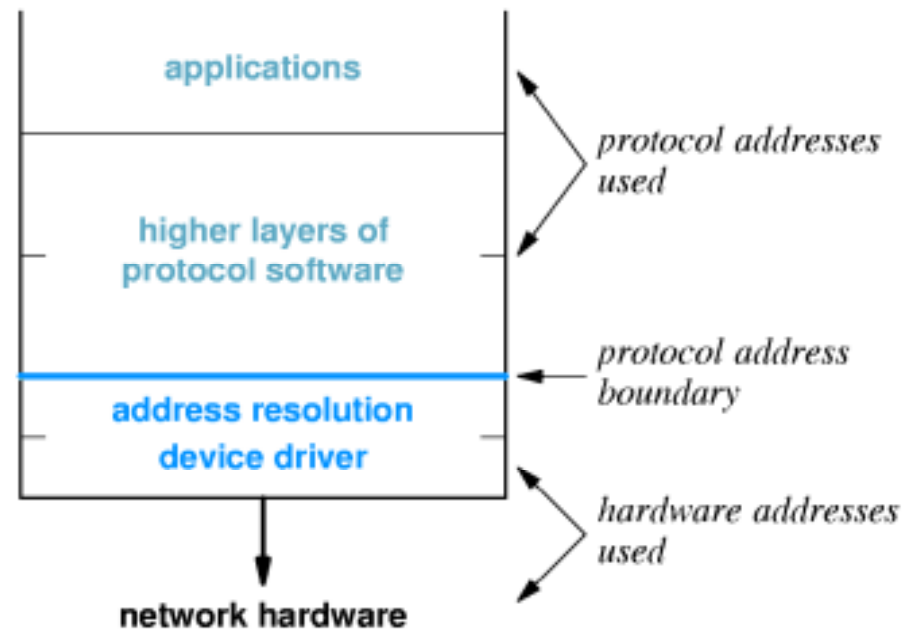 applications
protocol addresses
used
higher layers of
protocol software
protocol address
boundary
address resolution
device driver
hardware addresses
used
network hardware